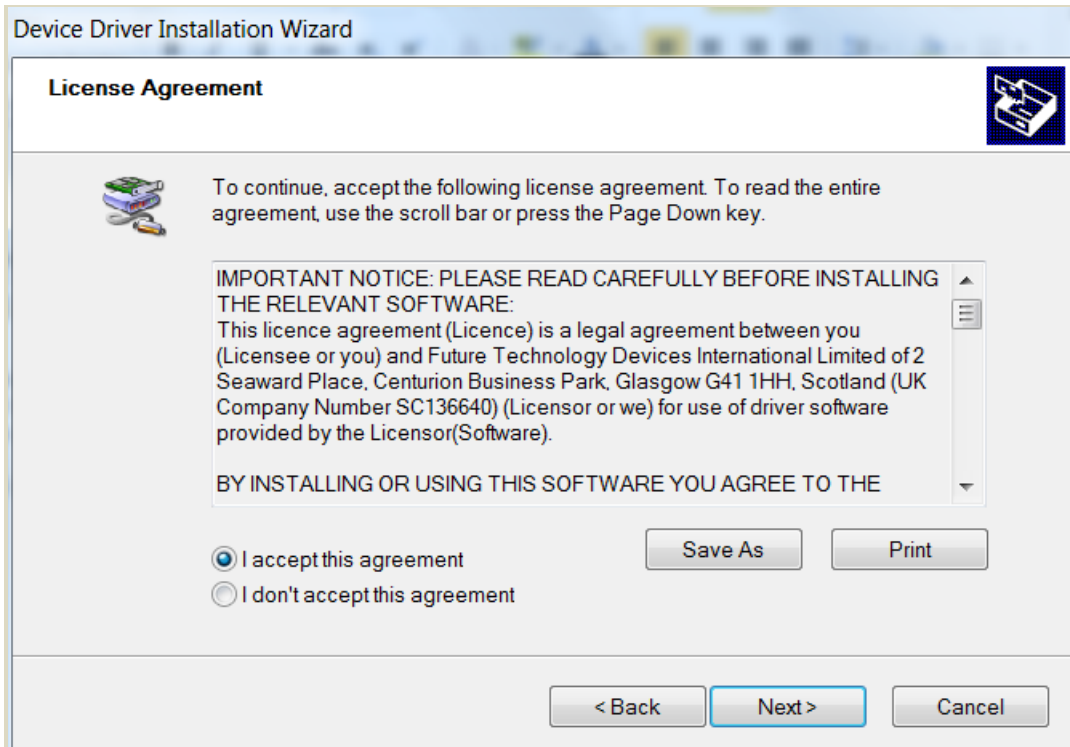 Device Driver Installation Wizard
License Agreement
To continue, accept the following license agreement. To read the entire
agreement, use the scroll bar or press the Page Down key.
IMPORTANT NOTICE: PLEASE READ CAREFULLY BEFORE INSTALLING
THE RELEVANT SOFTWARE:
This licence agreement (Licence) is a legal agreement between you
(Licensee or you) and Future Technology Devices International Limited of 2
Seaward Place, Centurion Business Park, Glasgow G41 1HH, Scotland (UK
Company Number SC136640) (Licensor or we) for use of driver software
provided by the Licensor(Software).
BY INSTALLING OR USING THIS SOFTWARE YOU AGREE TO THE
Save As
Print
I accept this agreement
I don't accept this agreement
< Back
Next >
Cancel